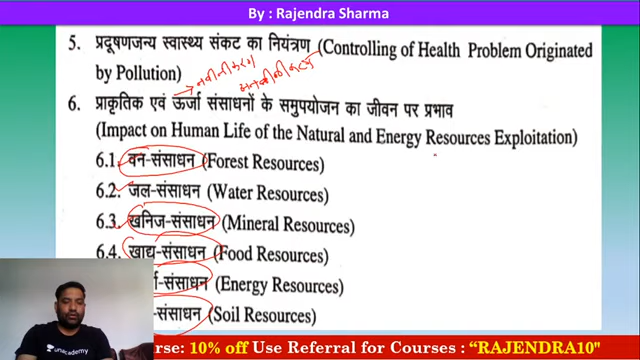 By : Rajendra Sharma
5. प्रदूषणजन्य स्वास्थ्य संकट का नियंत्रण (Controlling of Health Problem Originated
by Pollution)
6. प्राकृतिक एवं ऊर्जा संसाधनों के समुपयोजन का जीवन पर प्रभाव
(Impact on Human Life of the Natural and Energy Resources Exploitation)
6.1. वन-संसाधन (Forest Resources)
6.2. जल-संसाधन (Water Resources)
6.3. खनिज-संसाधन (Mineral Resources)
6.4. खाद्य-संसाधन (Food Resources)
-संसाधन (Energy Resources)
-संसाधन (Soil Resources)
unacademy
10% off Use Referral for Courses : “RAJENDRA10"